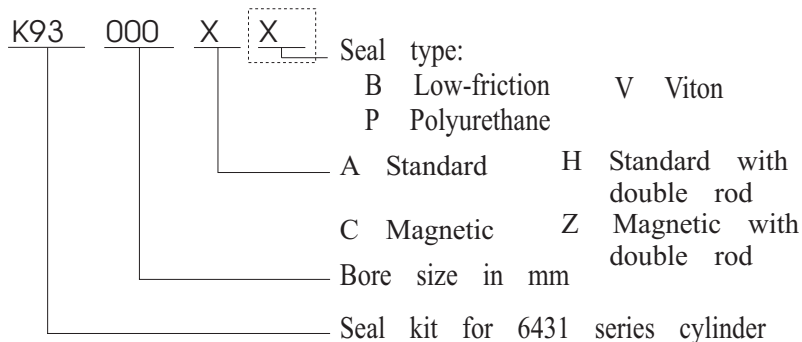 K93 000 X X
Seal type:
B Low-friction V Viton
P Polyurethane
A Standard H Standard with
double rod
C Magnetic Z Magnetic with
double rod
Bore size in mm
Seal kit for 6431 series cylinder